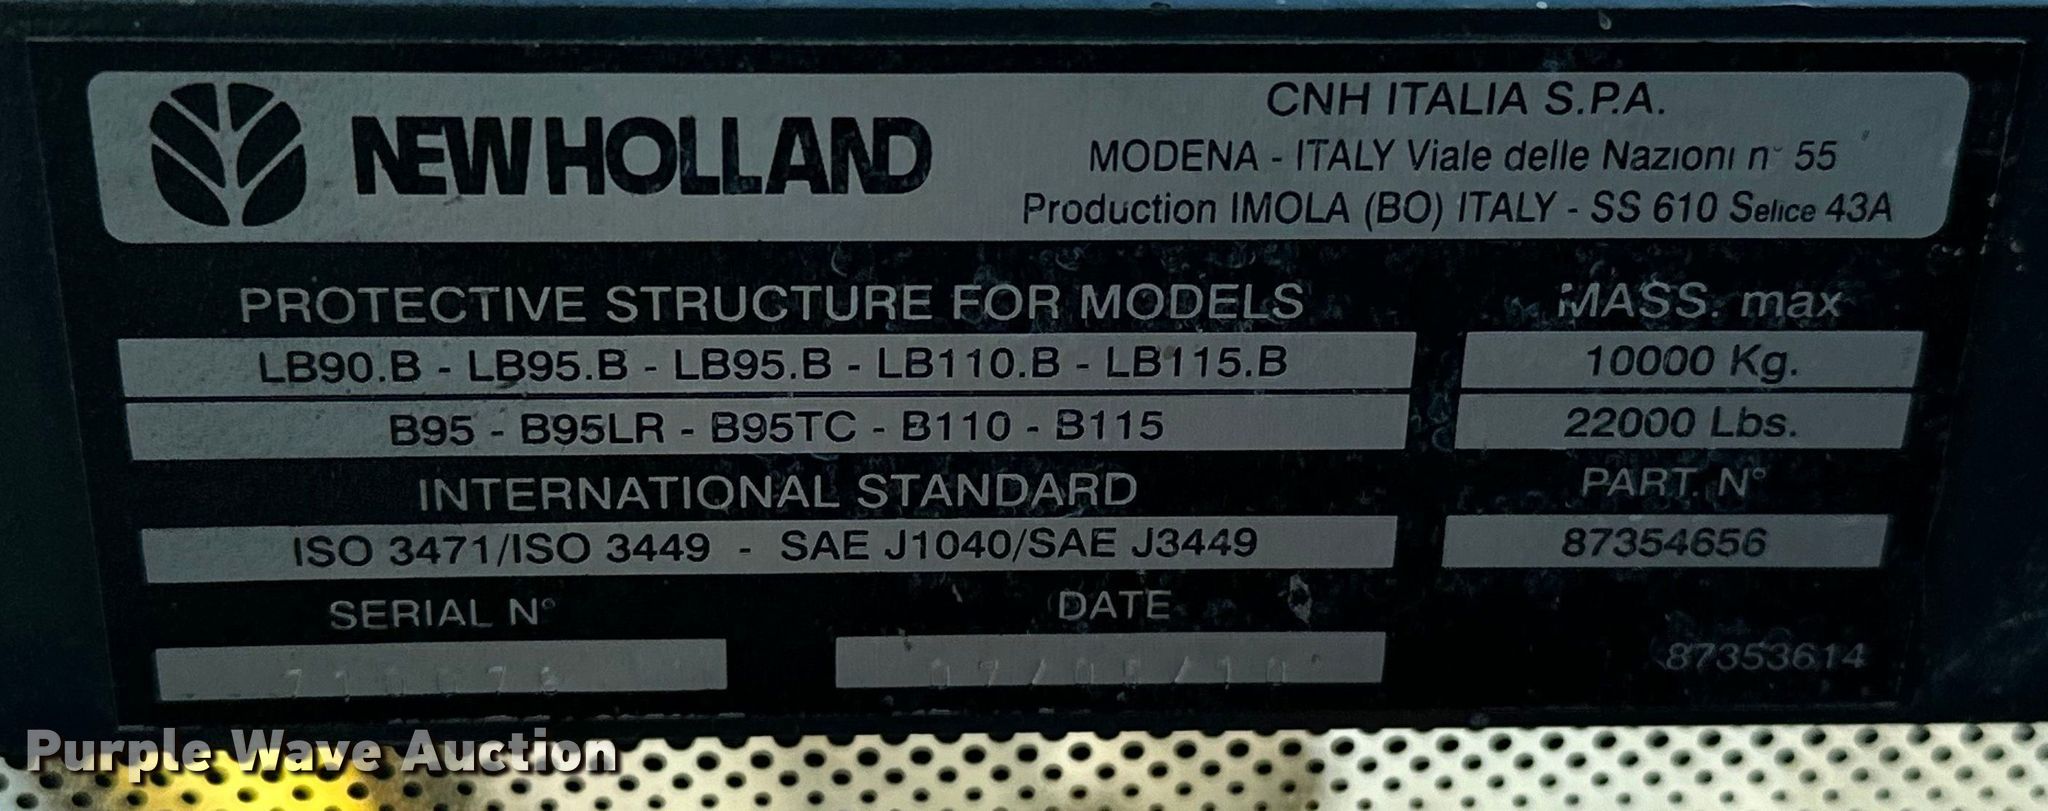 NEW HOLLAND
CNH ITALIA S.P.A.
MODENA - ITALY Viale delle Nazioni n° 55
Production IMOLA (BO) ITALY - SS 610 Selice 43A
PROTECTIVE STRUCTURE FOR MODELS
LB90.B - LB95.B - LB95.B - LB110.B - LB115.B
B95 - B95LR - B95TC - B110 - B115
MASS. max
10000 Kg.
22000 Lbs.
INTERNATIONAL STANDARD
ISO 3471/ISO 3449 - SAE J1040/SAE J3449
PART. N°
87354656
SERIAL N°
DATE
87353614
Purple Wave Auction